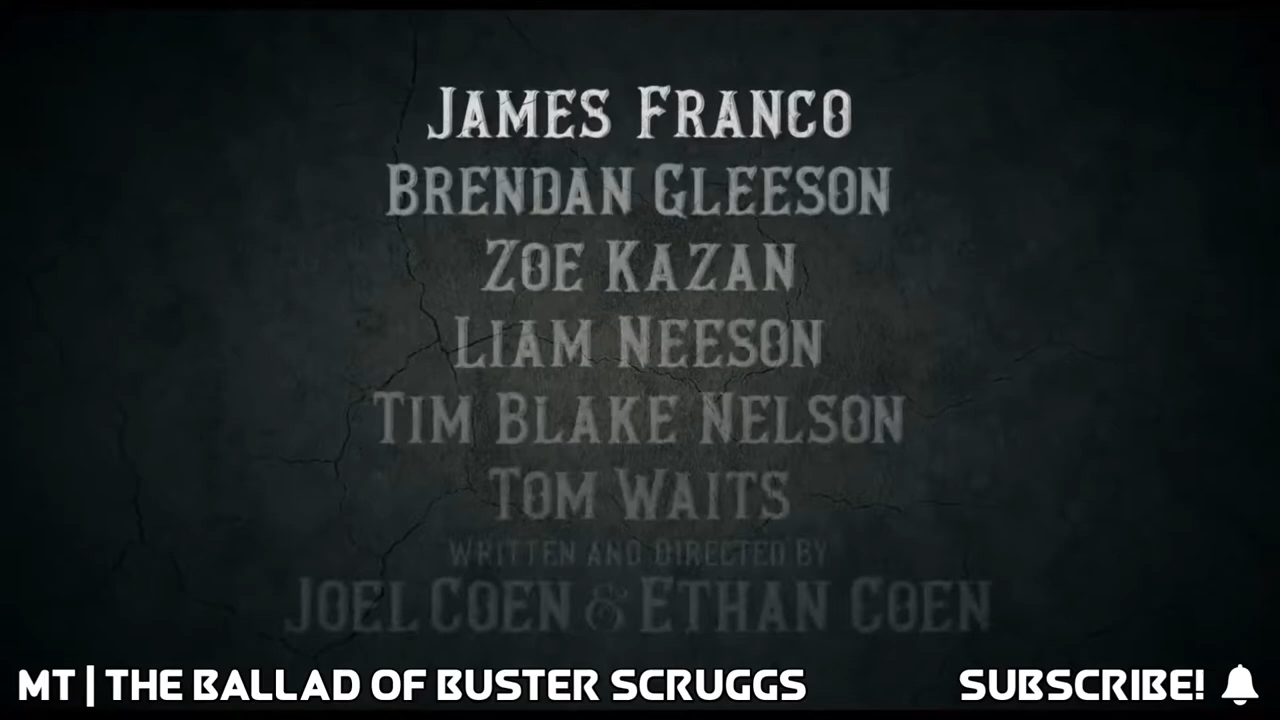 JAMES FRANCO
BRENDAN GLEESON
ZOE KAZAN
LIAM NEESON
TIM BLAKE NELSON
TOM WAITS
WRITTEN AND DIRECTED BY
JOEL COEN & ETHAN COEN
MT | THE BALLAD OF BUSTER SCRUGGS
SUBSCRIBE!